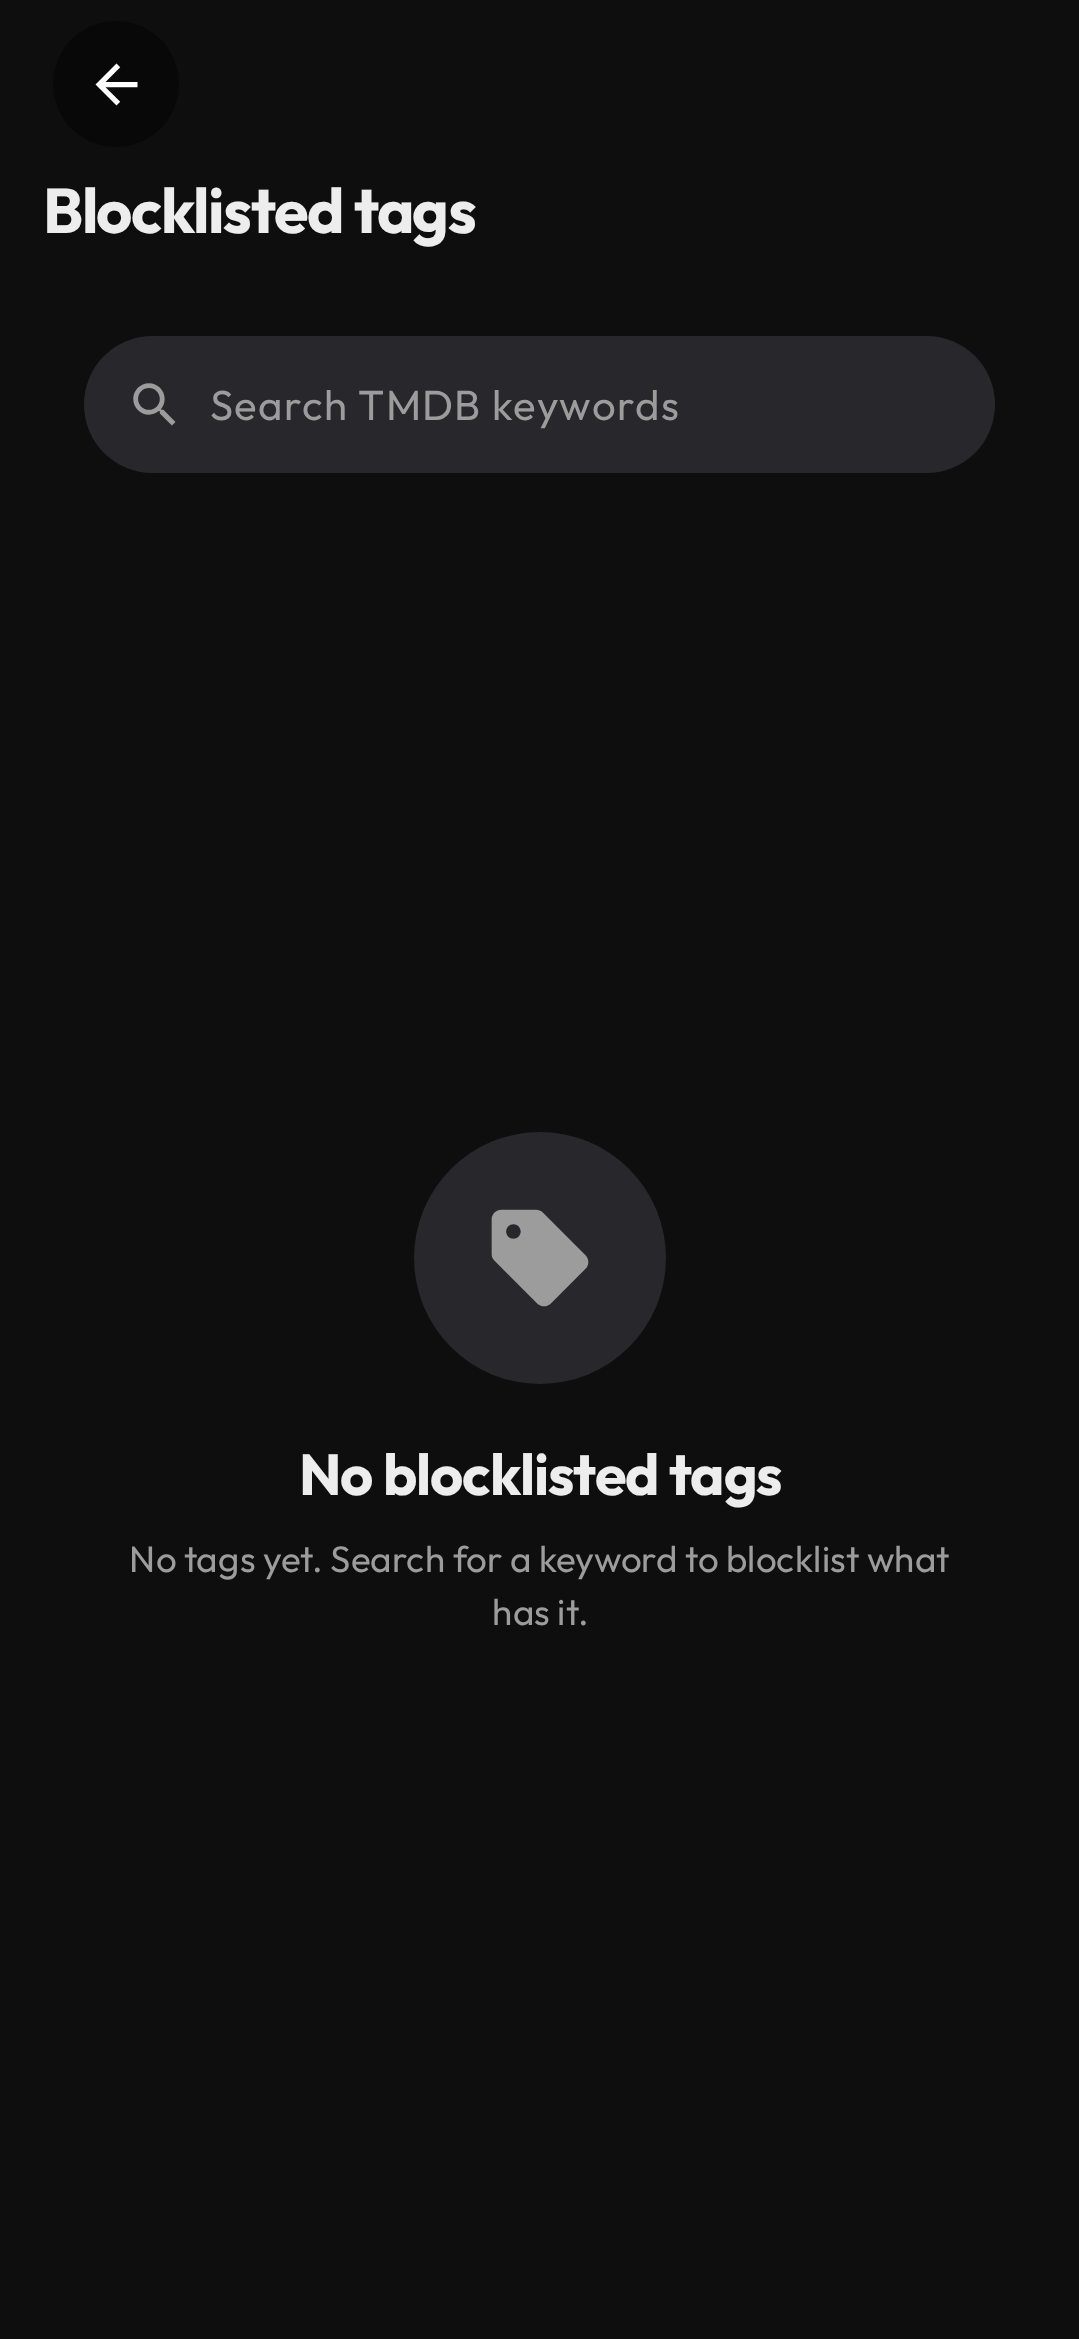 Blocklisted tags
Search TMDB keywords
No blocklisted tags
No tags yet. Search for a keyword to blocklist what
has it.